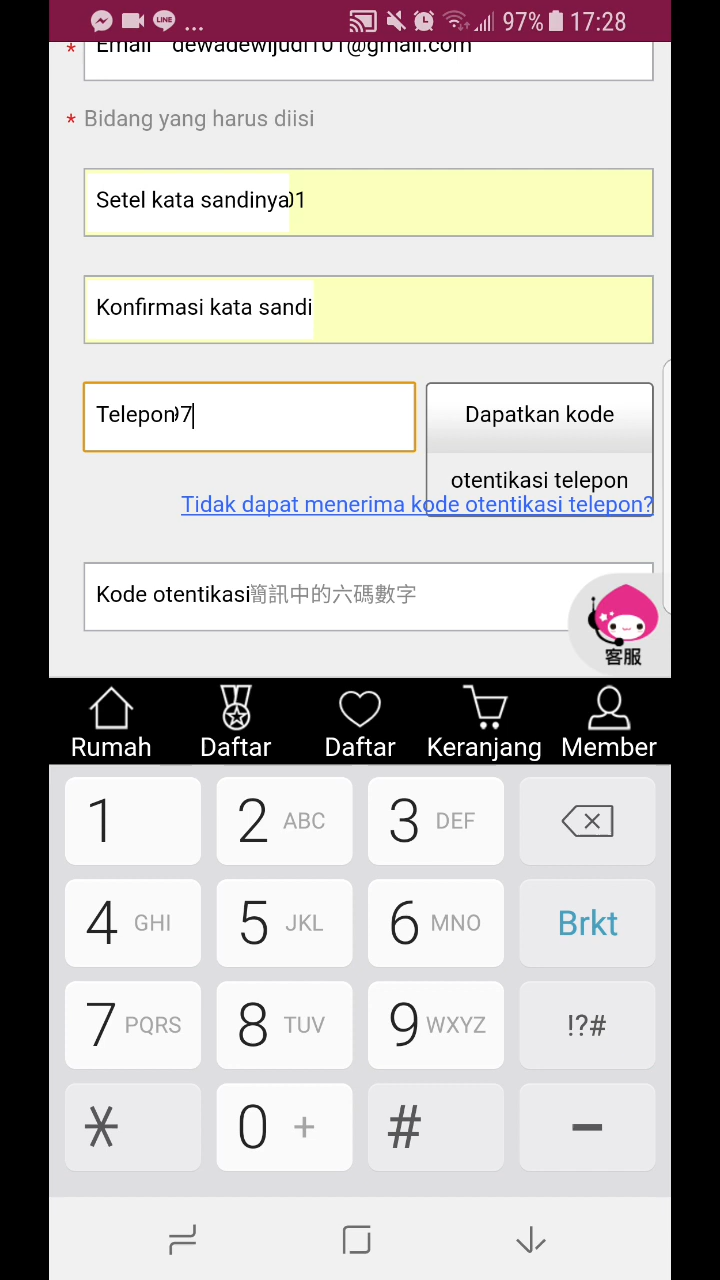 LINE
... 97% 17:28
* Email dewadewijudi101@gmail.com
* Bidang yang harus diisi
Setel kata sandinya01
Konfirmasi kata sandi
Telepon 7
Dapatkan kode
otentikasi telepon
Tidak dapat menerima kode otentikasi telepon?
Kode otentikasi簡訊中的六碼數字
客服
Rumah Daftar Daftar Keranjang Member
1 2 ABC 3 DEF
4 GHI 5 JKL 6 MNO Brkt
7 PQRS 8 TUV 9 WXYZ !?#
* 0 + # –